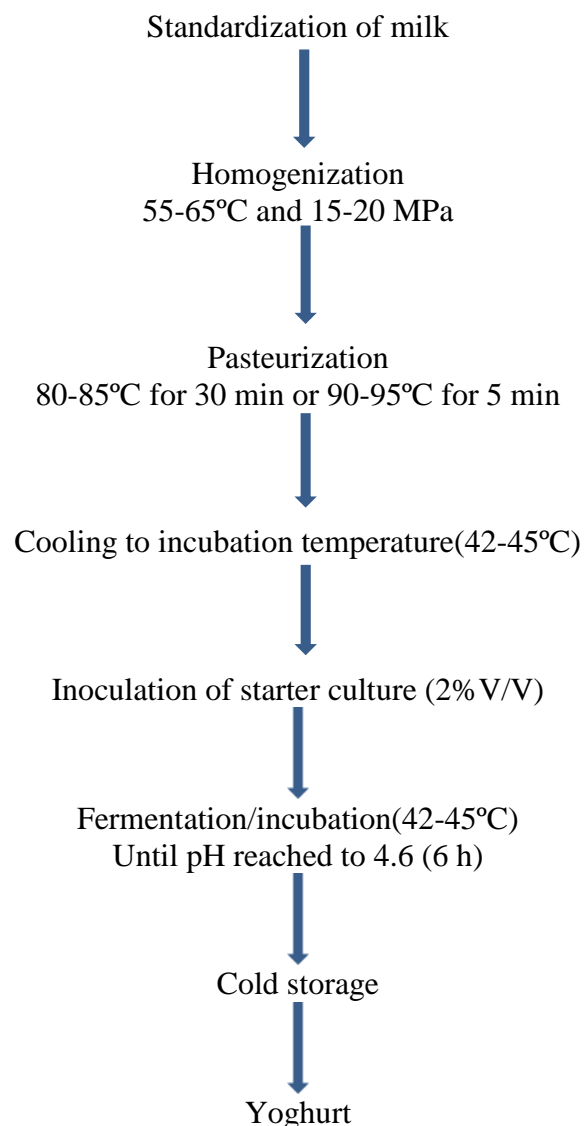 Standardization of milk
Homogenization
55-65ºC and 15-20 MPa
Pasteurization
80-85ºC for 30 min or 90-95ºC for 5 min
Cooling to incubation temperature(42-45ºC)
Inoculation of starter culture (2% V/V)
Fermentation/incubation(42-45ºC)
Until pH reached to 4.6 (6 h)
Cold storage
Yoghurt